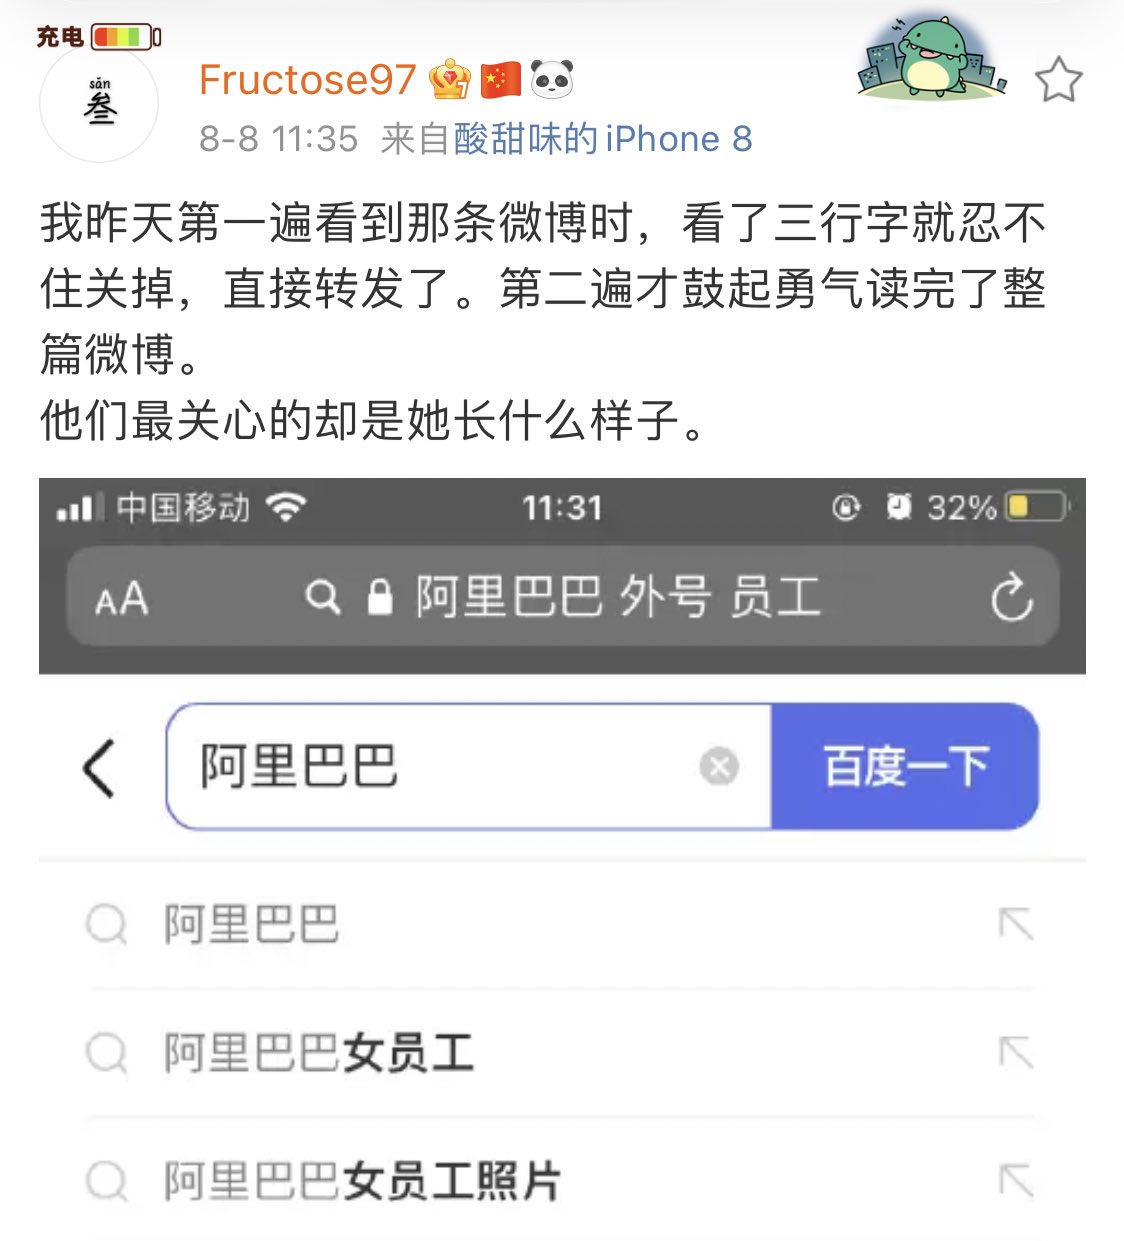 充电
sān
叁
Fructose97
8-8 11:35 来自酸甜味的iPhone 8
我昨天第一遍看到那条微博时，看了三行字就忍不
住关掉，直接转发了。第二遍才鼓起勇气读完了整
篇微博。
他们最关心的却是她长什么样子。
中国移动 11:31 32%
AA 阿里巴巴 外号 员工
阿里巴巴 百度一下
阿里巴巴
阿里巴巴女员工
阿里巴巴女员工照片